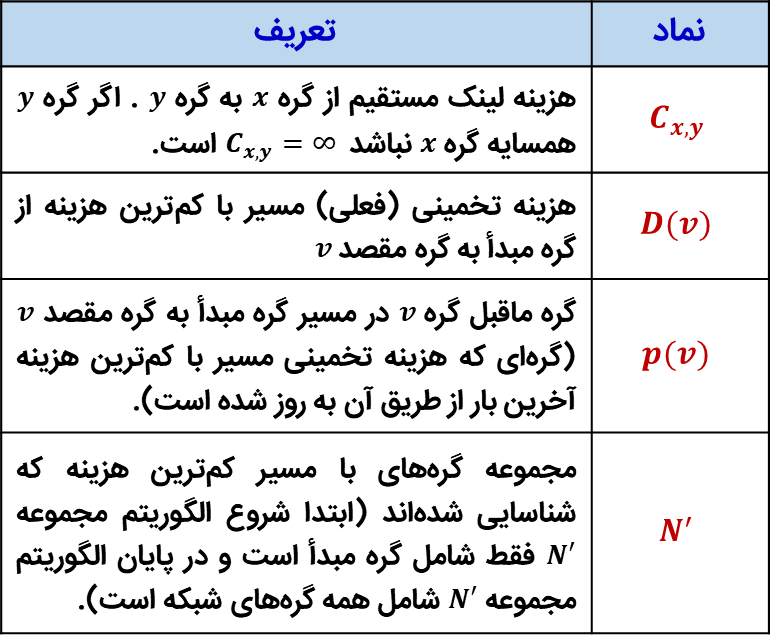 نماد تعریف
C_{x,y} هزینه لینک مستقیم از گره x به گره y . اگر گره y
همسایه گره x نباشد C_{x,y} = ∞ است.
D(v) هزینه تخمینی (فعلی) مسیر با کم‌ترین هزینه از
گره مبدأ به گره مقصد v
p(v) گره ماقبل گره v در مسیر گره مبدأ به گره مقصد v
(گره‌ای که هزینه تخمینی مسیر با کم‌ترین هزینه
آخرین بار از طریق آن به روز شده است).
N′ مجموعه گره‌های با مسیر کم‌ترین هزینه که
شناسایی شده‌اند (ابتدا شروع الگوریتم مجموعه
N′ فقط شامل گره مبدأ است و در پایان الگوریتم
مجموعه N′ شامل همه گره‌های شبکه است).